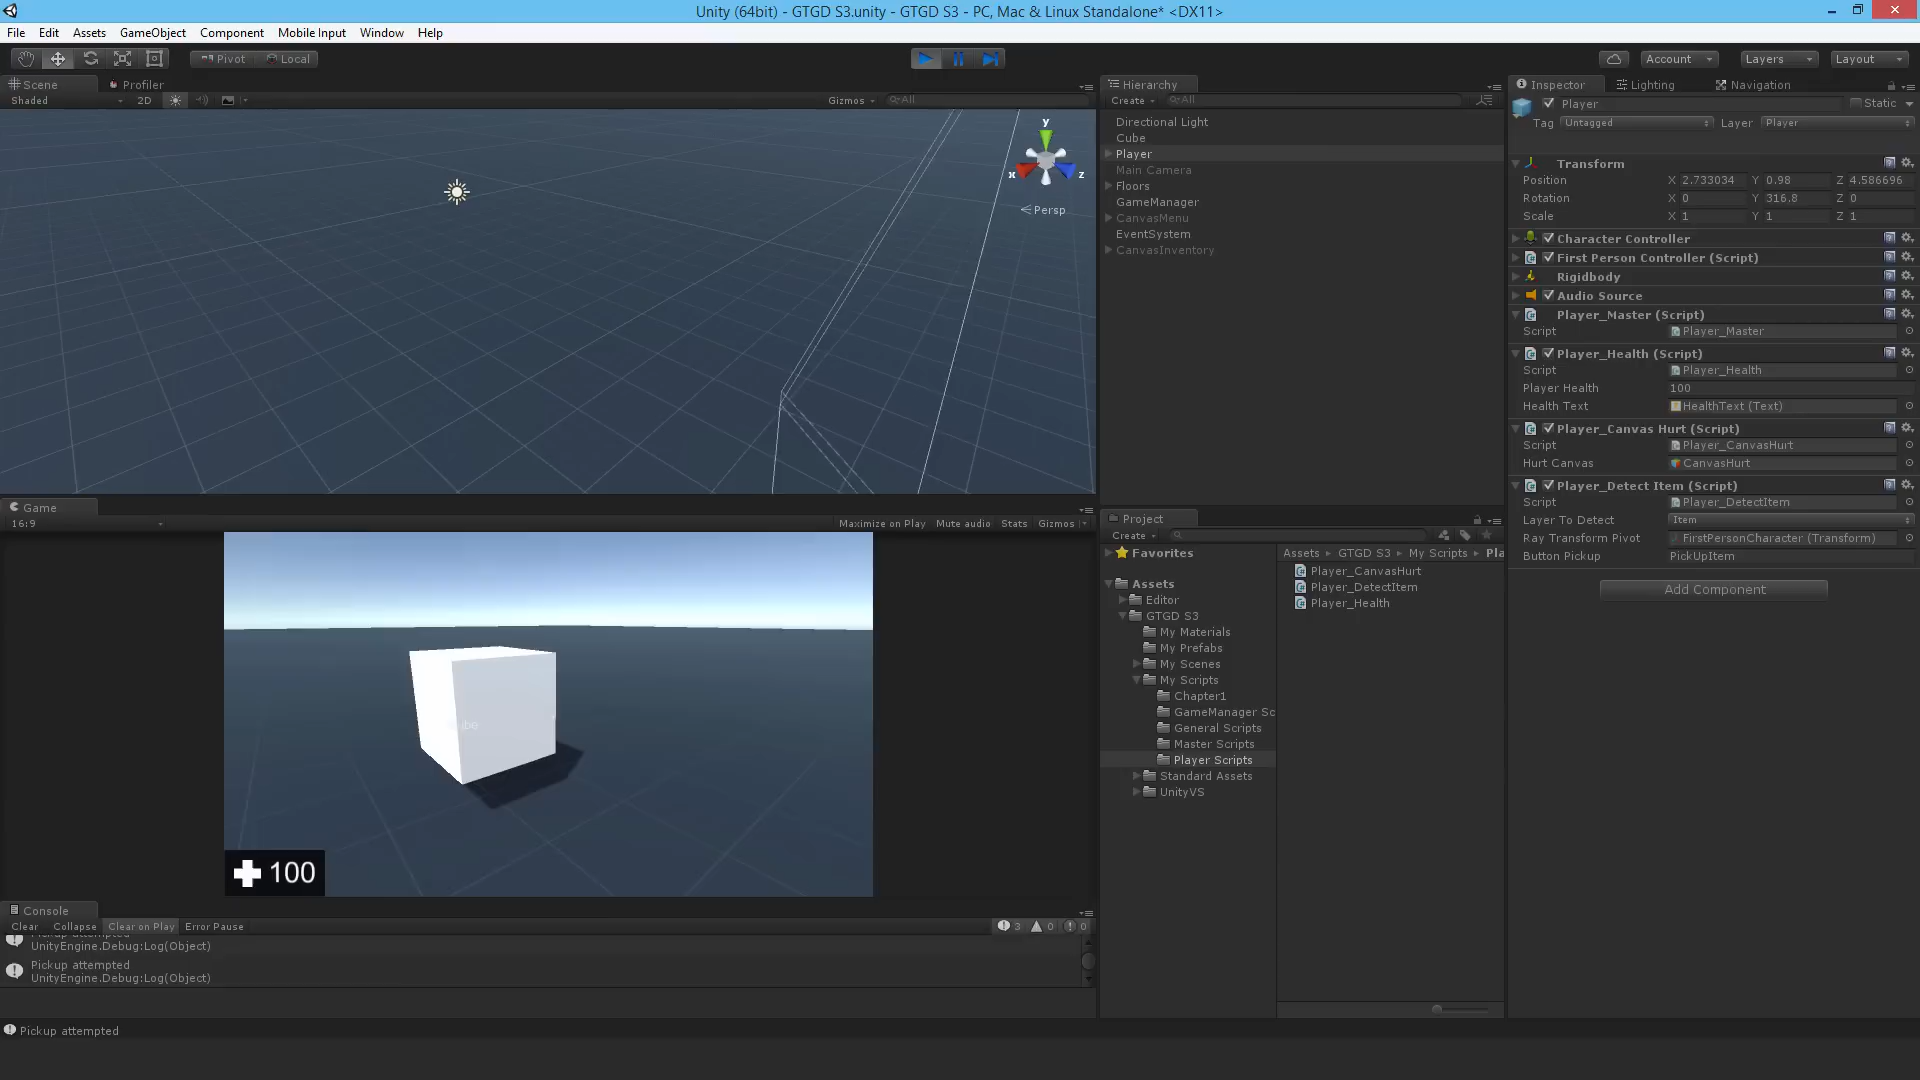 Unity (64bit) - GTGD S3.unity - GTGD S3 - PC, Mac & Linux Standalone* <DX11>
File Edit Assets GameObject Component Mobile Input Window Help
Pivot Local Account Layers Layout
Scene Profiler
Shaded 2D Gizmos All
y
x z
Persp
Game
16:9 Maximize on Play Mute audio Stats Gizmos
100
Console
Clear Collapse Clear on Play Error Pause 3 0 0
Pickup attempted
UnityEngine.Debug:Log(Object)
Pickup attempted
UnityEngine.Debug:Log(Object)
Pickup attempted
Hierarchy
Create All
Directional Light
Cube
Player
Main Camera
Floors
GameManager
CanvasMenu
EventSystem
CanvasInventory
Project
Create
Favorites
Assets
Editor
GTGD S3
My Materials
My Prefabs
My Scenes
My Scripts
Chapter1
GameManager Sc
General Scripts
Master Scripts
Player Scripts
Standard Assets
UnityVS
Assets GTGD S3 My Scripts Pla
Player_CanvasHurt
Player_DetectItem
Player_Health
Inspector Lighting Navigation
Player Static
Tag Untagged Layer Player
Transform
Position X 2.733034 Y 0.98 Z 4.586696
Rotation X 0 Y 316.8 Z 0
Scale X 1 Y 1 Z 1
Character Controller
First Person Controller (Script)
Rigidbody
Audio Source
Player_Master (Script)
Script Player_Master
Player_Health (Script)
Script Player_Health
Player Health 100
Health Text HealthText (Text)
Player_Canvas Hurt (Script)
Script Player_CanvasHurt
Hurt Canvas CanvasHurt
Player_Detect Item (Script)
Script Player_DetectItem
Layer To Detect Item
Ray Transform Pivot FirstPersonCharacter (Transform)
Button Pickup PickUpItem
Add Component